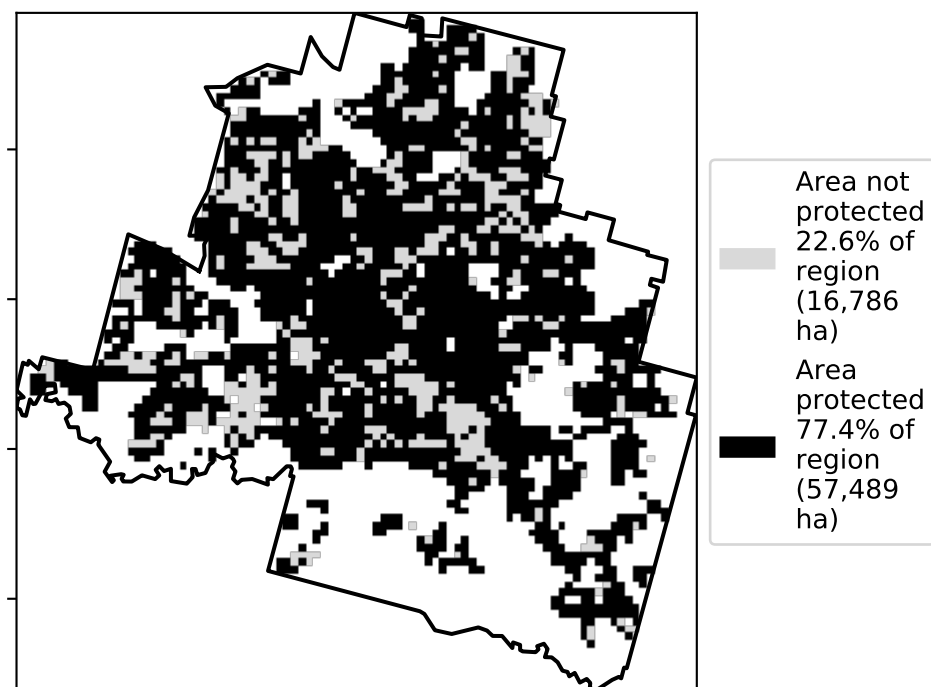 Area not
protected
22.6% of
region
(16,786
ha)
Area
protected
77.4% of
region
(57,489
ha)